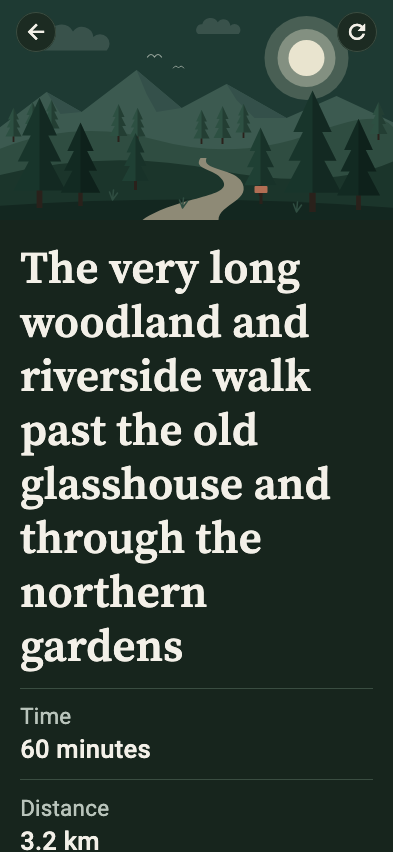 The very long
woodland and
riverside walk
past the old
glasshouse and
through the
northern
gardens
Time
60 minutes
Distance
3.2 km